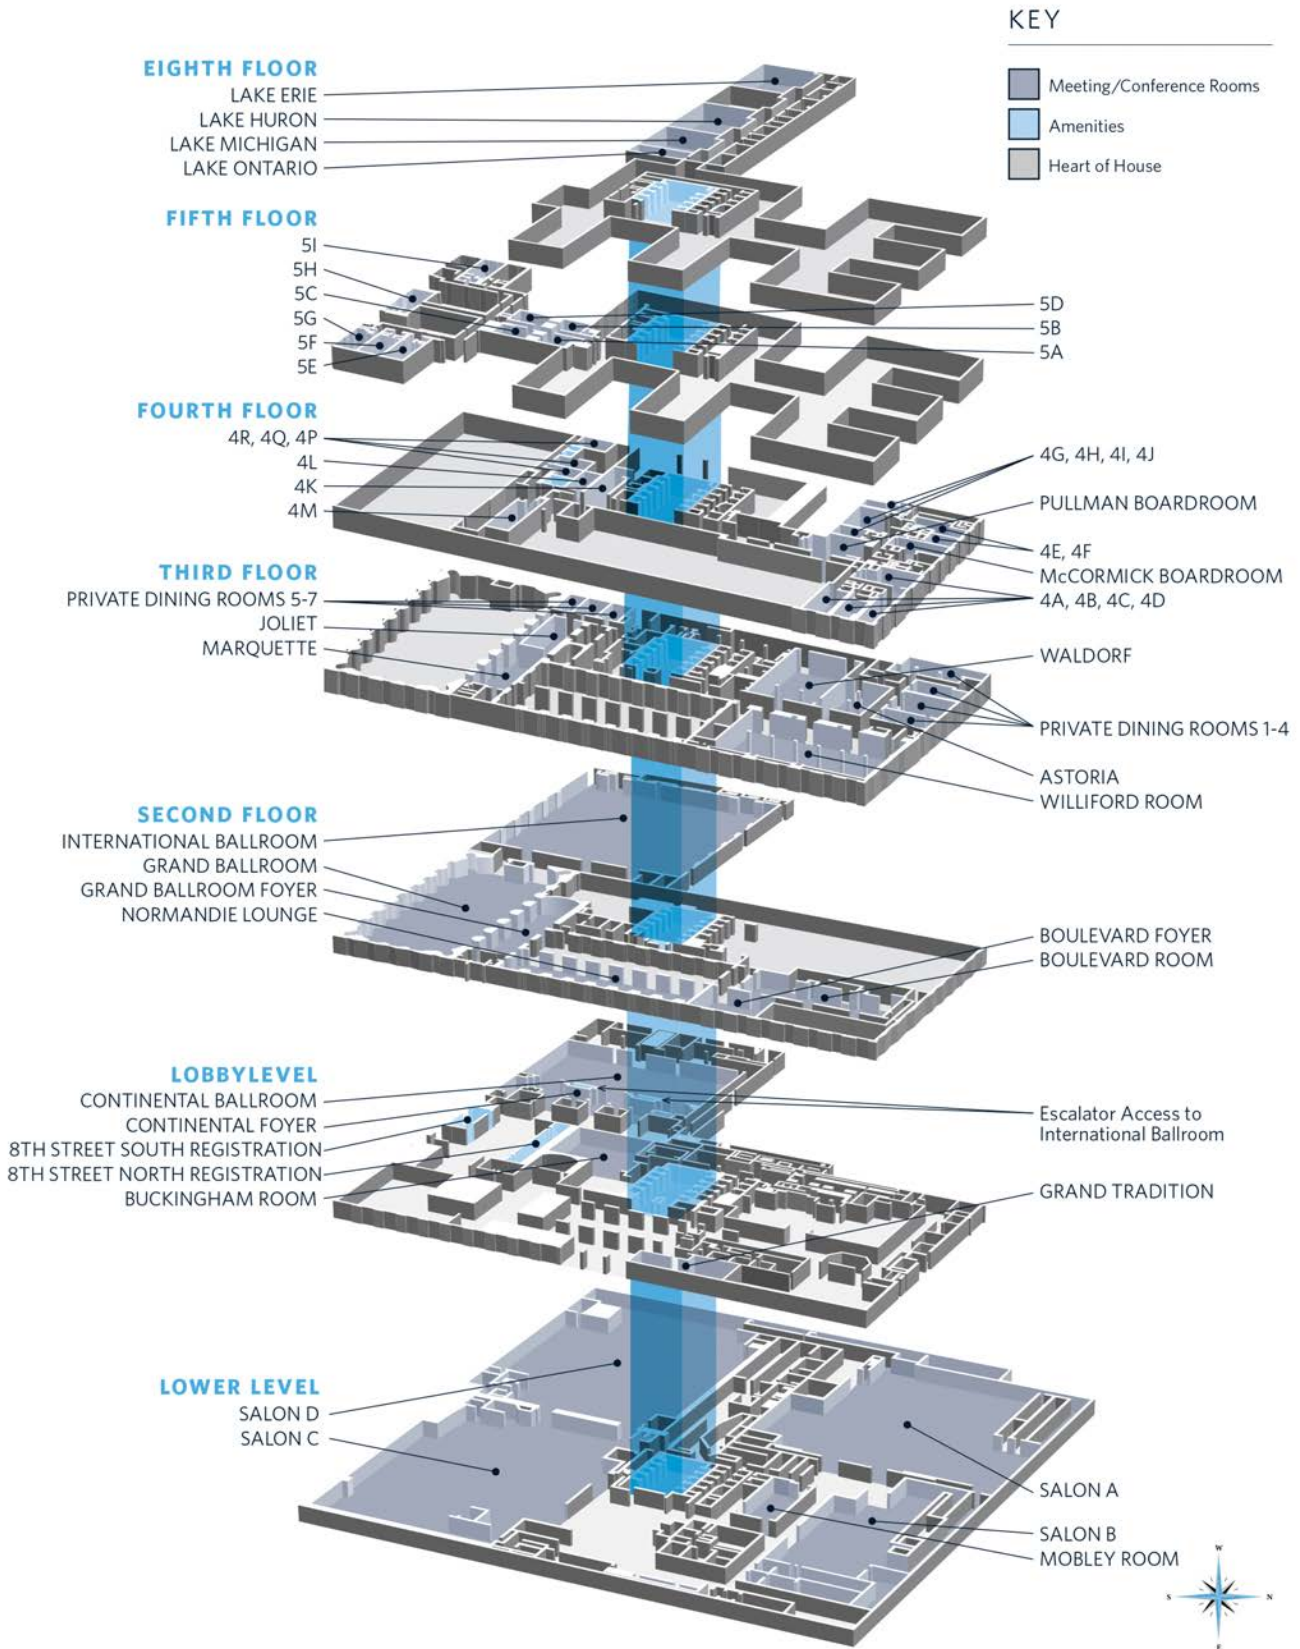 KEY
Meeting/Conference Rooms
Amenities
Heart of House
EIGHTH FLOOR
LAKE ERIE
LAKE HURON
LAKE MICHIGAN
LAKE ONTARIO
FIFTH FLOOR
5I
5H
5C
5G
5F
5E
5D
5B
5A
FOURTH FLOOR
4R, 4Q, 4P
4L
4K
4M
4G, 4H, 4I, 4J
PULLMAN BOARDROOM
4E, 4F
McCORMICK BOARDROOM
4A, 4B, 4C, 4D
THIRD FLOOR
PRIVATE DINING ROOMS 5-7
JOLIET
MARQUETTE
WALDORF
PRIVATE DINING ROOMS 1-4
ASTORIA
WILLIFORD ROOM
SECOND FLOOR
INTERNATIONAL BALLROOM
GRAND BALLROOM
GRAND BALLROOM FOYER
NORMANDIE LOUNGE
BOULEVARD FOYER
BOULEVARD ROOM
LOBBYLEVEL
CONTINENTAL BALLROOM
CONTINENTAL FOYER
8TH STREET SOUTH REGISTRATION
8TH STREET NORTH REGISTRATION
BUCKINGHAM ROOM
Escalator Access to
International Ballroom
GRAND TRADITION
LOWER LEVEL
SALON D
SALON C
SALON A
SALON B
MOBLEY ROOM
W
S
N
E